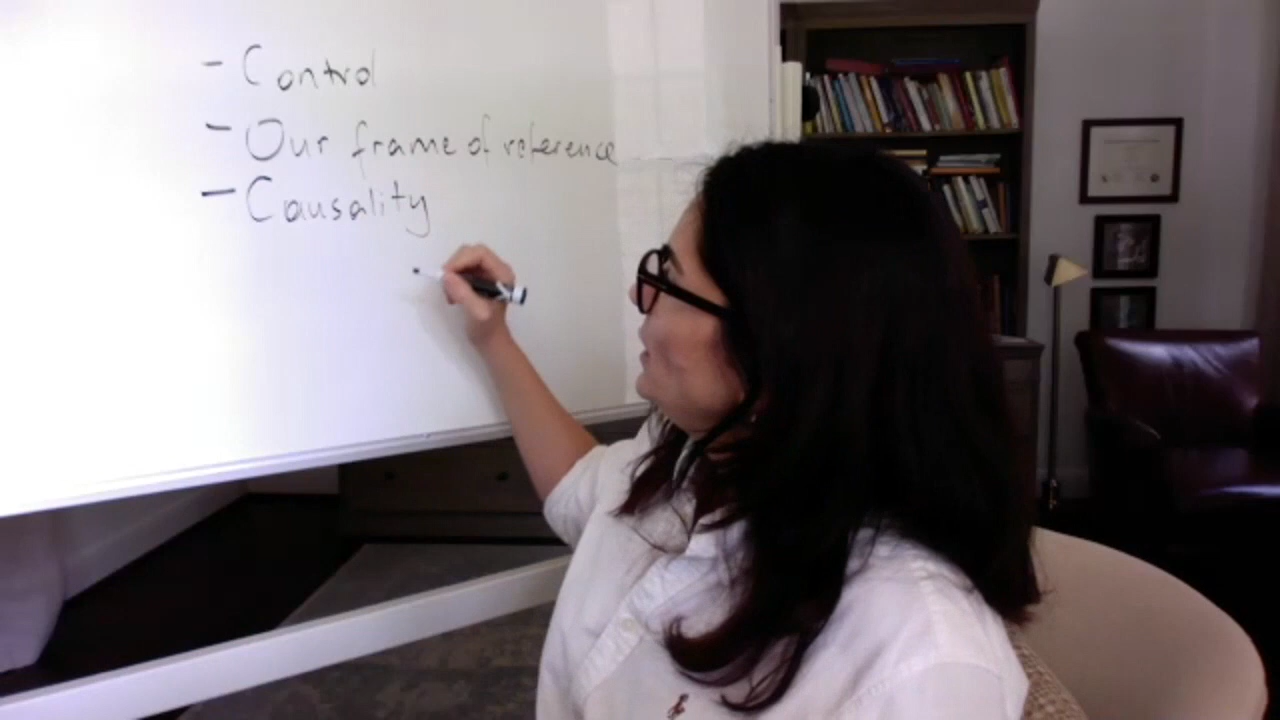 - Control
- Our frame of reference
- Causality